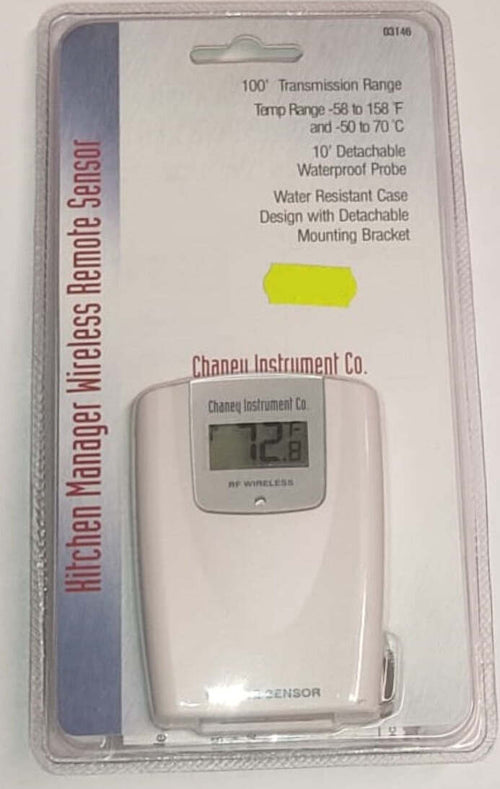 03146
100' Transmission Range
Temp Range -58 to 158 °F
and -50 to 70 °C
10' Detachable
Waterproof Probe
Water Resistant Case
Design with Detachable
Mounting Bracket
Kitchen Manager Wireless Remote Sensor
Chaney Instrument Co.
Chaney Instrument Co.
72.8 F
RF WIRELESS
SENSOR